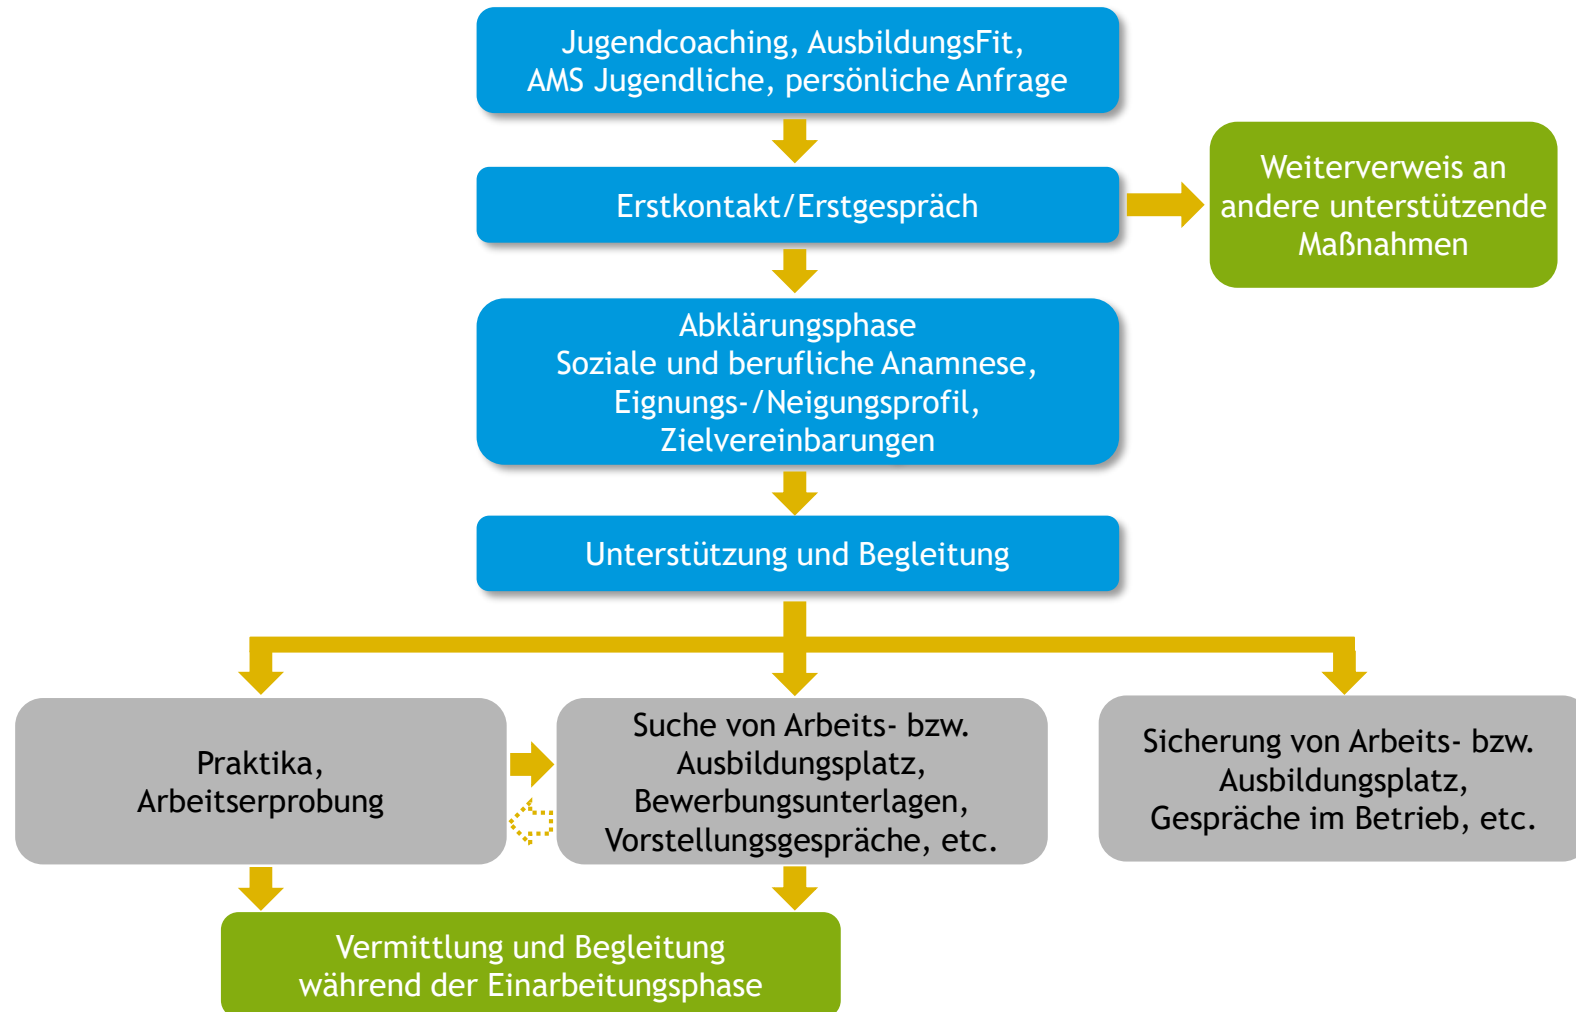 Jugendcoaching, AusbildungsFit,
AMS Jugendliche, persönliche Anfrage
Erstkontakt/Erstgespräch
Weiterverweis an
andere unterstützende
Maßnahmen
Abklärungsphase
Soziale und berufliche Anamnese,
Eignungs-/Neigungsprofil,
Zielvereinbarungen
Unterstützung und Begleitung
Praktika,
Arbeitserprobung
Suche von Arbeits- bzw.
Ausbildungsplatz,
Bewerbungsunterlagen,
Vorstellungsgespräche, etc.
Sicherung von Arbeits- bzw.
Ausbildungsplatz,
Gespräche im Betrieb, etc.
Vermittlung und Begleitung
während der Einarbeitungsphase